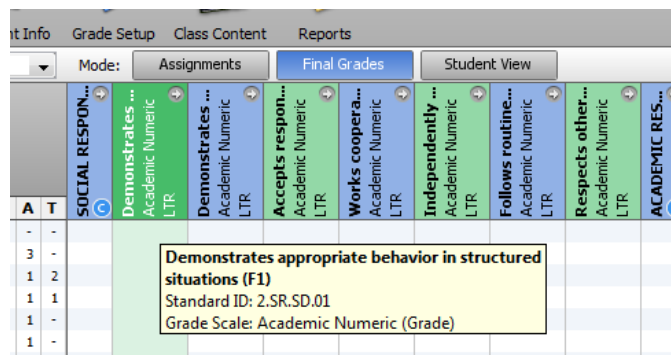 nt Info Grade Setup Class Content Reports
Mode: Assignments Final Grades Student View
SOCIAL RESPON...
C
Demonstrates ...
Academic Numeric
LTR
Demonstrates ...
Academic Numeric
LTR
Accepts respon...
Academic Numeric
LTR
Works coopera...
Academic Numeric
LTR
Independently ...
Academic Numeric
LTR
Follows routine...
Academic Numeric
LTR
Respects other...
Academic Numeric
LTR
ACADEMIC RES...
A T
- -
3 -
1 2
1 1
1 -
1 -
Demonstrates appropriate behavior in structured
situations (F1)
Standard ID: 2.SR.SD.01
Grade Scale: Academic Numeric (Grade)